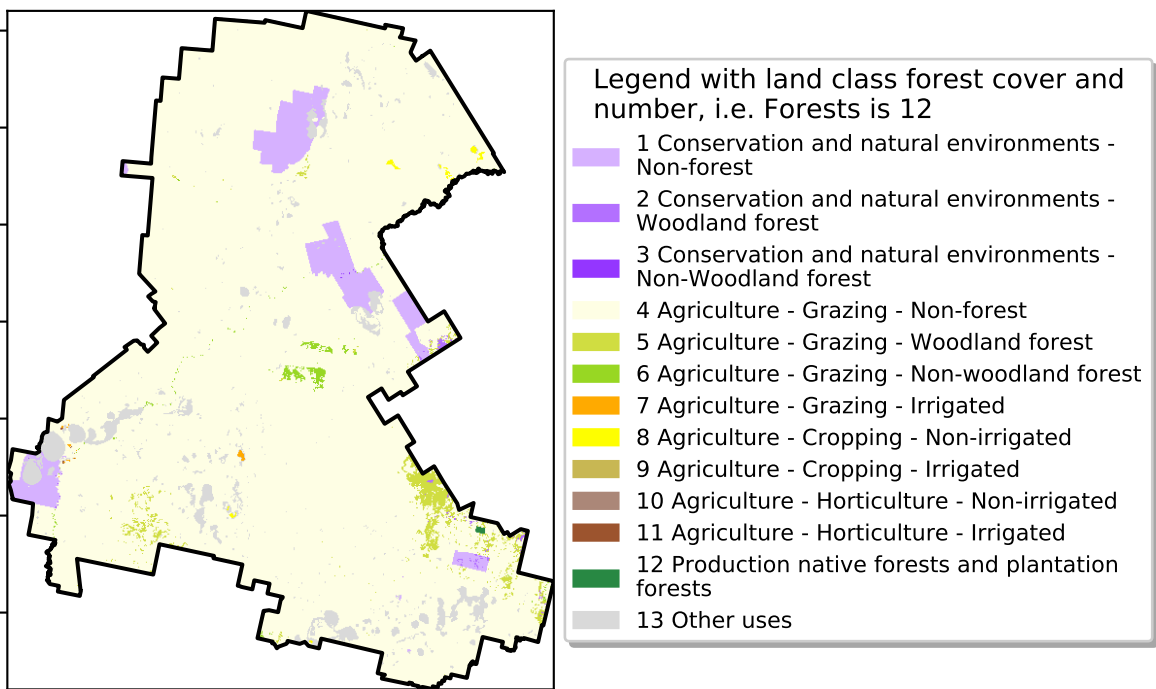 Legend with land class forest cover and
number, i.e. Forests is 12
1 Conservation and natural environments -
Non-forest
2 Conservation and natural environments -
Woodland forest
3 Conservation and natural environments -
Non-Woodland forest
4 Agriculture - Grazing - Non-forest
5 Agriculture - Grazing - Woodland forest
6 Agriculture - Grazing - Non-woodland forest
7 Agriculture - Grazing - Irrigated
8 Agriculture - Cropping - Non-irrigated
9 Agriculture - Cropping - Irrigated
10 Agriculture - Horticulture - Non-irrigated
11 Agriculture - Horticulture - Irrigated
12 Production native forests and plantation
forests
13 Other uses